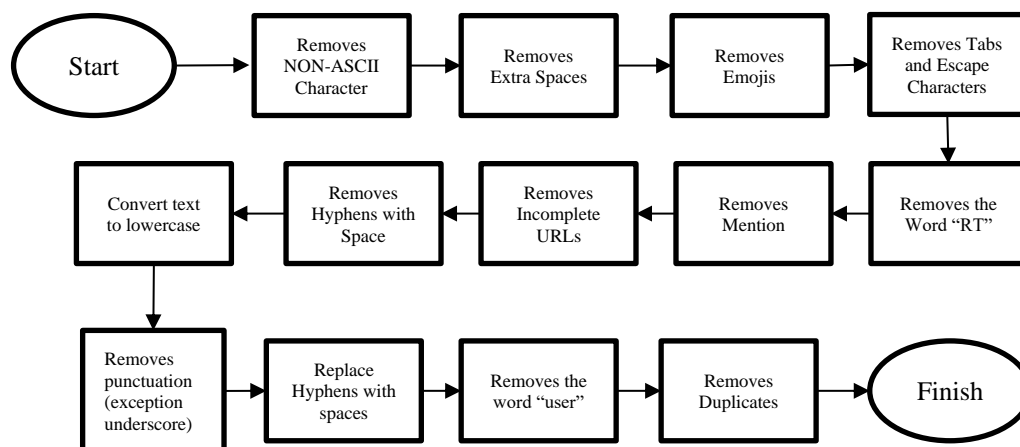 Start
Removes
NON-ASCII
Character
Removes
Extra Spaces
Removes
Emojis
Removes Tabs
and Escape
Characters
Removes the
Word “RT”
Removes
Mention
Removes
Incomplete
URLs
Removes
Hyphens with
Space
Convert text
to lowercase
Removes
punctuation
(exception
underscore)
Replace
Hyphens with
spaces
Removes the
word “user”
Removes
Duplicates
Finish